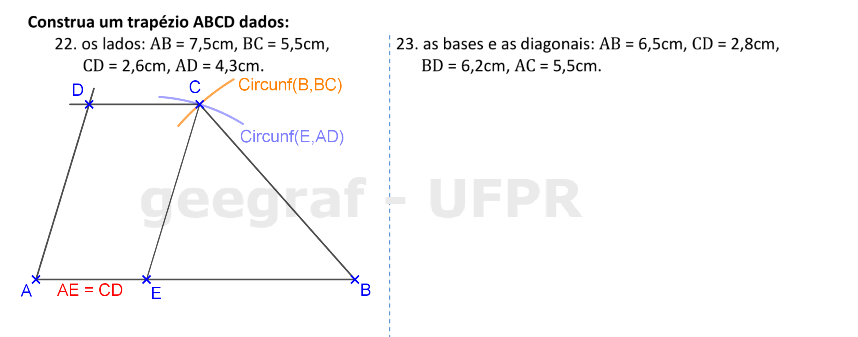 Construa um trapézio ABCD dados:
22. os lados: AB = 7,5cm, BC = 5,5cm,
CD = 2,6cm, AD = 4,3cm.
D
C
Circunf(B,BC)
Circunf(E,AD)
A
AE = CD
E
B
23. as bases e as diagonais: AB = 6,5cm, CD = 2,8cm,
BD = 6,2cm, AC = 5,5cm.
geegraf - UFPR